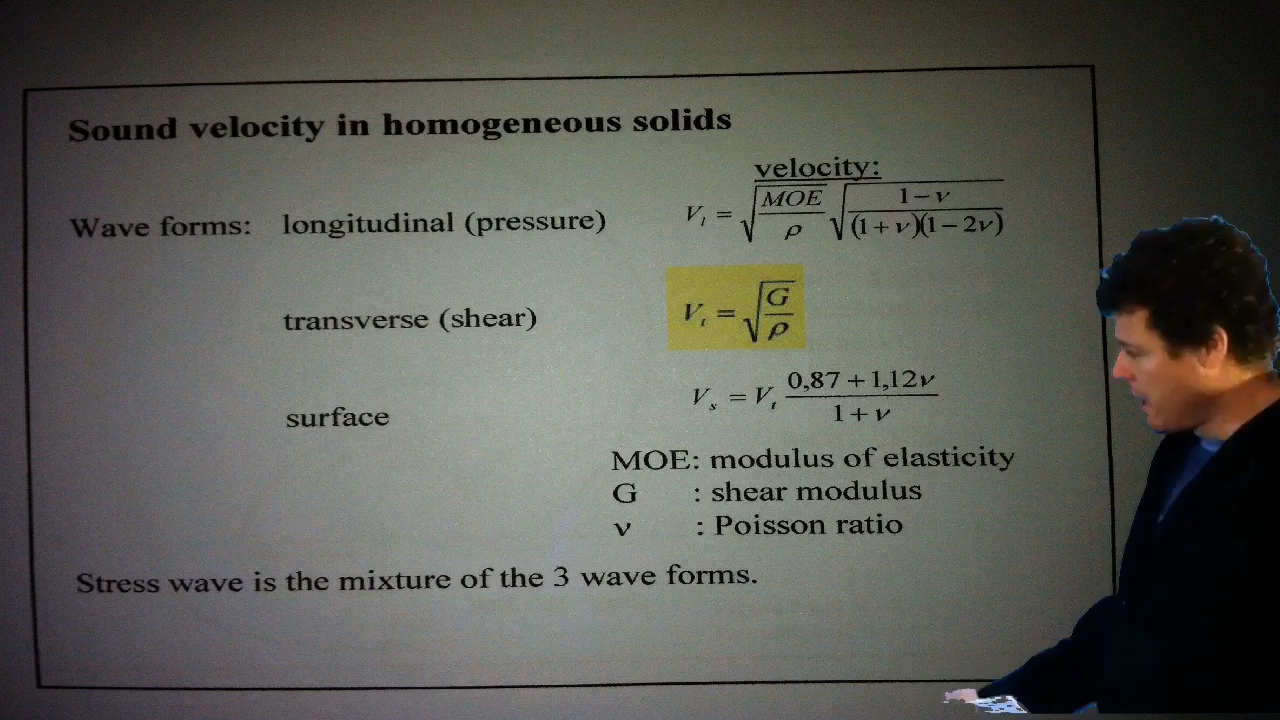 Sound velocity in homogeneous solids
velocity:
Wave forms: longitudinal (pressure) V_l = √(MOE/ρ) √((1−ν)/((1+ν)(1−2ν)))
transverse (shear) V_t = √(G/ρ)
surface V_s = V_t (0,87+1,12ν)/(1+ν)
MOE: modulus of elasticity
G : shear modulus
ν : Poisson ratio
Stress wave is the mixture of the 3 wave forms.